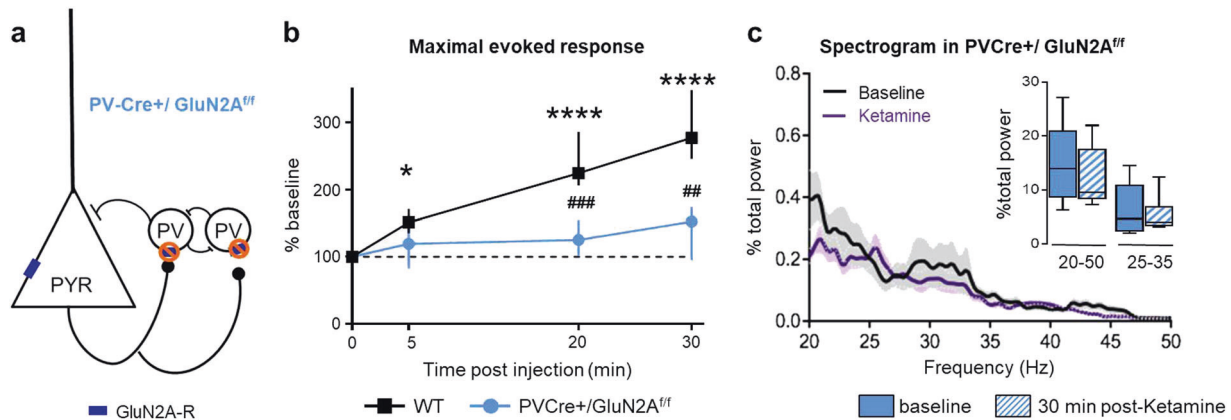 a
PV-Cre+/ GluN2Af/f
PV
PV
PYR
GluN2A-R
b
Maximal evoked response
% baseline
300
200
100
0
*
****
****
###
##
0
5
20
30
Time post injection (min)
WT
PVCre+/GluN2Af/f
c
Spectrogram in PVCre+/ GluN2Af/f
% total power
0.8
0.6
0.4
0.2
0.0
Baseline
Ketamine
20
25
30
35
40
45
50
Frequency (Hz)
%total power
30
20
10
0
20-50
25-35
baseline
30 min post-Ketamine